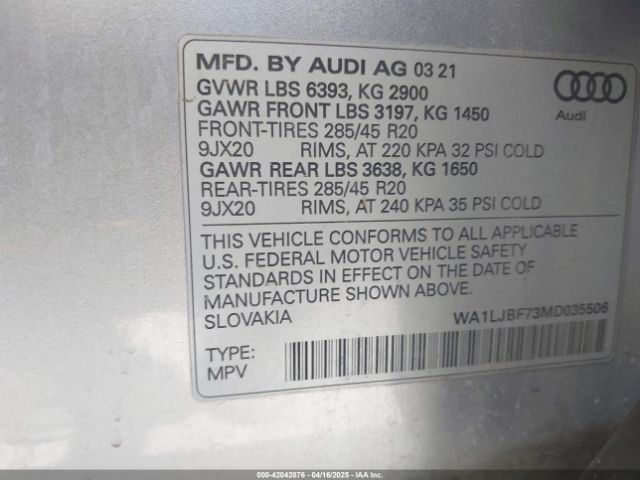 MFD. BY AUDI AG 03 21
GVWR LBS 6393, KG 2900
GAWR FRONT LBS 3197, KG 1450
FRONT-TIRES 285/45 R20
9JX20 RIMS, AT 220 KPA 32 PSI COLD
GAWR REAR LBS 3638, KG 1650
REAR-TIRES 285/45 R20
9JX20 RIMS, AT 240 KPA 35 PSI COLD
Audi
THIS VEHICLE CONFORMS TO ALL APPLICABLE
U.S. FEDERAL MOTOR VEHICLE SAFETY
STANDARDS IN EFFECT ON THE DATE OF
MANUFACTURE SHOWN ABOVE.
SLOVAKIA
WA1LJBF73MD035506
TYPE:
MPV
000-42042876 - 04/16/2025 - IAA Inc.